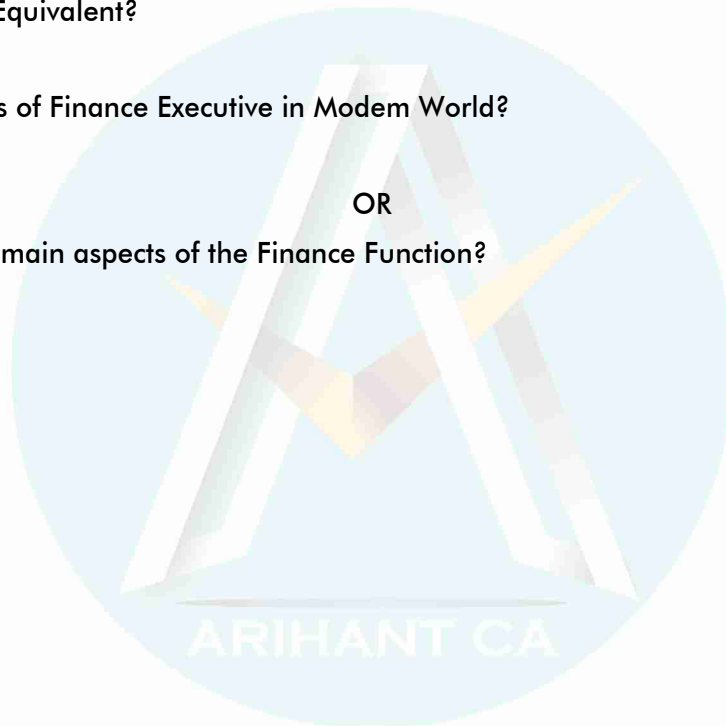 Equivalent?
s of Finance Executive in Modem World?
OR
main aspects of the Finance Function?
ARIHANT CA